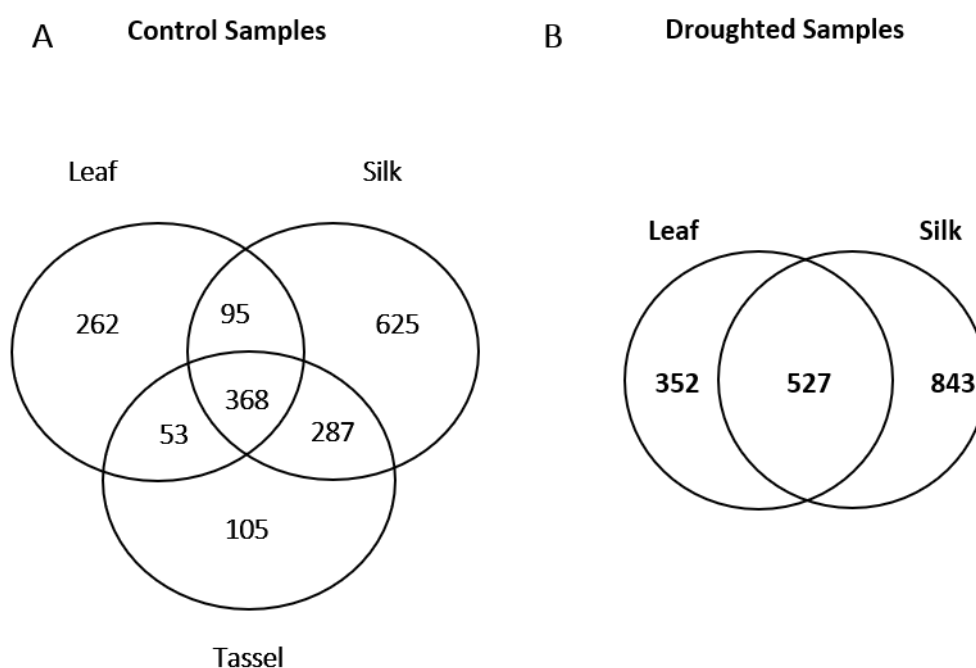 A Control Samples
B Droughted Samples
Leaf Silk
262 95 625
368
53 287
105
Tassel
Leaf Silk
352 527 843